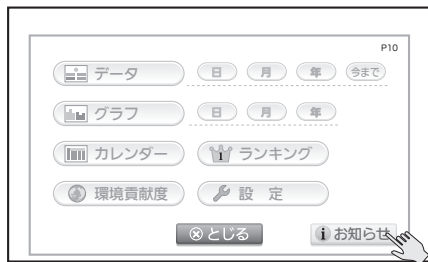 P10
データ 日 月 年 今まで
グラフ 日 月 年
カレンダー 1 ランキング
環境貢献度 設 定
とじる i お知らせ